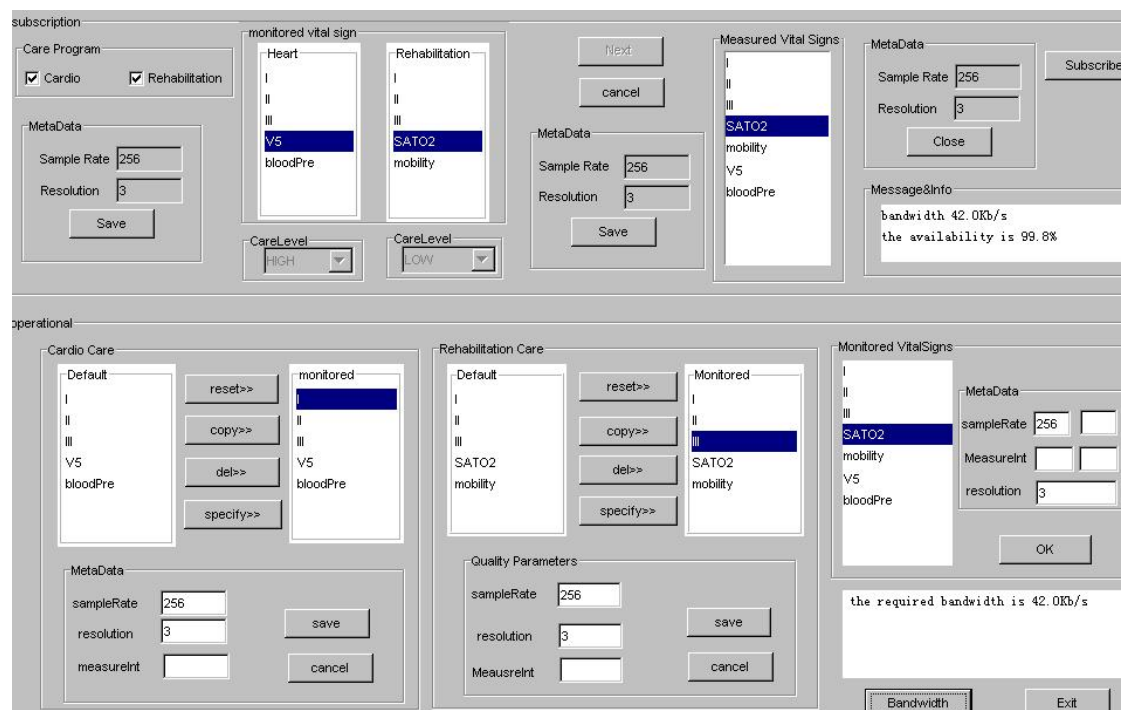 subscription
Care Program
Cardio
Rehabilitation
MetaData
Sample Rate 256
Resolution 3
Save
monitored vital sign
Heart
I
II
III
V5
bloodPre
Rehabilitation
I
II
III
SATO2
mobility
CareLevel
HIGH
CareLevel
LOW
Next
cancel
MetaData
Sample Rate 256
Resolution 3
Save
Measured Vital Signs
I
II
III
SATO2
mobility
V5
bloodPre
MetaData
Sample Rate 256
Resolution 3
Close
Subscribe
Message&Info
bandwidth 42.0Kb/s
the availability is 99.8%
operational
Cardio Care
Default
I
II
III
V5
bloodPre
reset>>
copy>>
del>>
specify>>
monitored
I
II
III
V5
bloodPre
MetaData
sampleRate 256
resolution 3
measureInt
save
cancel
Rehabilitation Care
Default
I
II
III
SATO2
mobility
reset>>
copy>>
del>>
specify>>
Monitored
I
II
III
SATO2
mobility
Quality Parameters
sampleRate 256
resolution 3
MeausreInt
save
cancel
Monitored VitalSigns
I
II
III
SATO2
mobility
V5
bloodPre
MetaData
sampleRate 256
MeasureInt
resolution 3
OK
the required bandwidth is 42.0Kb/s
Bandwidth
Exit